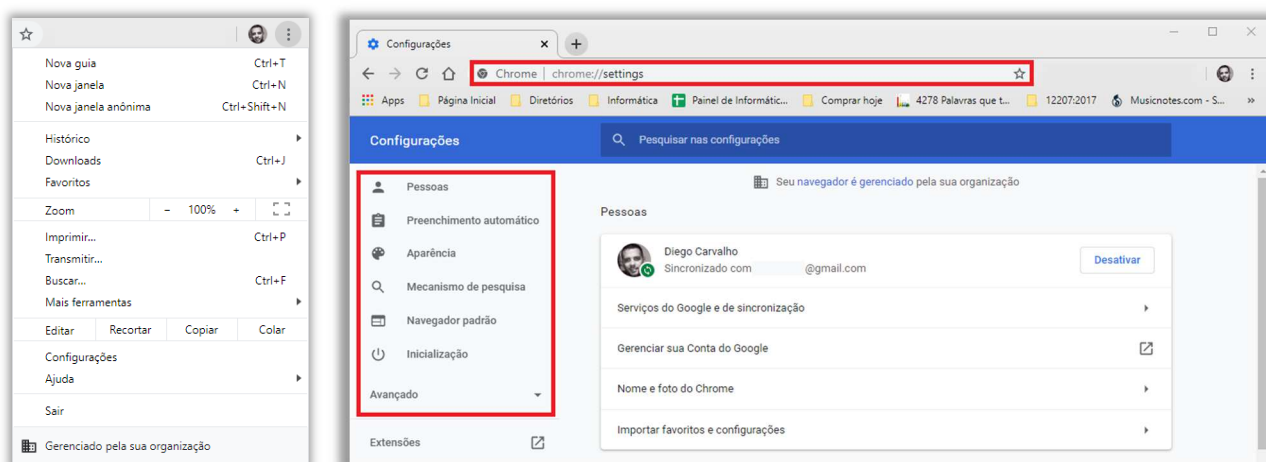 Nova guia Ctrl+T
Nova janela Ctrl+N
Nova janela anônima Ctrl+Shift+N
Histórico
Downloads Ctrl+J
Favoritos
Zoom - 100% +
Imprimir... Ctrl+P
Transmitir...
Buscar... Ctrl+F
Mais ferramentas
Editar Recortar Copiar Colar
Configurações
Ajuda
Sair
Gerenciado pela sua organização
Configurações
Chrome | chrome://settings
Apps Página Inicial Diretórios Informática Painel de Informátic... Comprar hoje 4278 Palavras que t... 12207:2017 Musicnotes.com - S... »
Configurações
Pesquisar nas configurações
Pessoas
Preenchimento automático
Aparência
Mecanismo de pesquisa
Navegador padrão
Inicialização
Avançado
Extensões
Seu navegador é gerenciado pela sua organização
Pessoas
Diego Carvalho
Sincronizado com @gmail.com
Desativar
Serviços do Google e de sincronização
Gerenciar sua Conta do Google
Nome e foto do Chrome
Importar favoritos e configurações